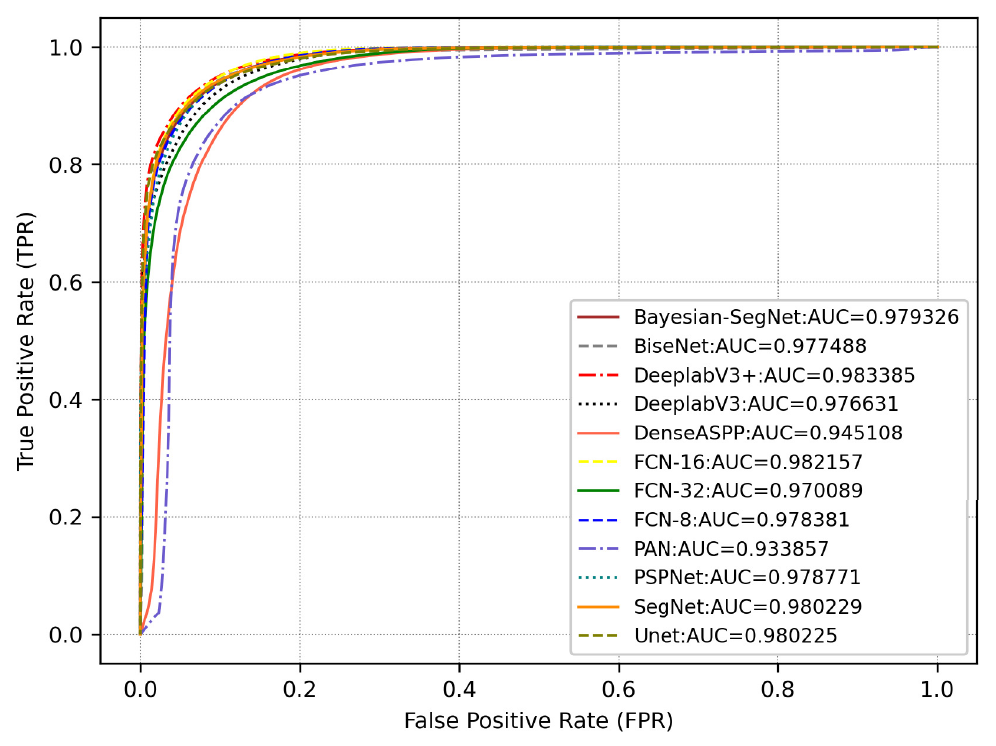 1.0
0.8
0.6
0.4
0.2
0.0
True Positive Rate (TPR)
Bayesian-SegNet:AUC=0.979326
BiseNet:AUC=0.977488
DeeplabV3+:AUC=0.983385
DeeplabV3:AUC=0.976631
DenseASPP:AUC=0.945108
FCN-16:AUC=0.982157
FCN-32:AUC=0.970089
FCN-8:AUC=0.978381
PAN:AUC=0.933857
PSPNet:AUC=0.978771
SegNet:AUC=0.980229
Unet:AUC=0.980225
0.0 0.2 0.4 0.6 0.8 1.0
False Positive Rate (FPR)